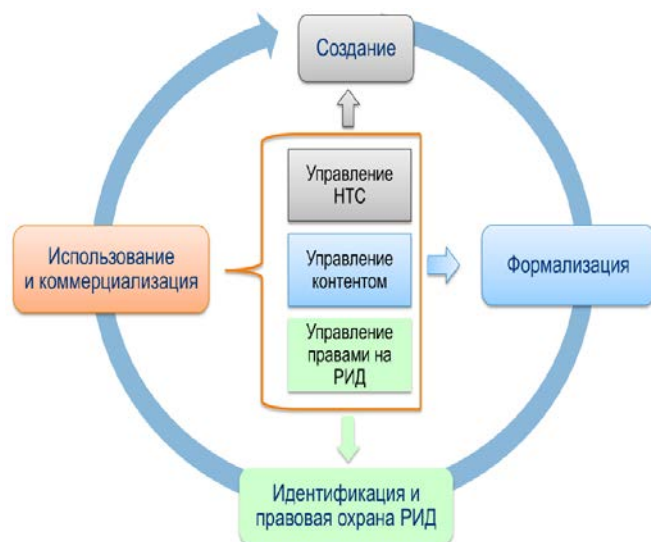 Создание
Управление
НТС
Использование
и коммерциализация
Управление
контентом
Формализация
Управление
правами на
РИД
Идентификация и
правовая охрана РИД